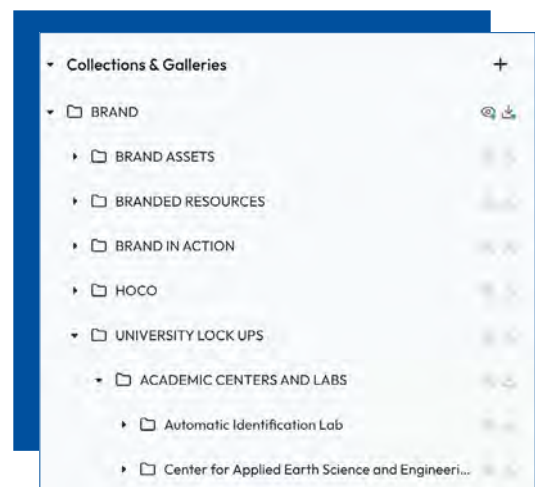 Collections & Galleries
BRAND
BRAND ASSETS
BRANDED RESOURCES
BRAND IN ACTION
HOCO
UNIVERSITY LOCK UPS
ACADEMIC CENTERS AND LABS
Automatic Identification Lab
Center for Applied Earth Science and Engineeri...